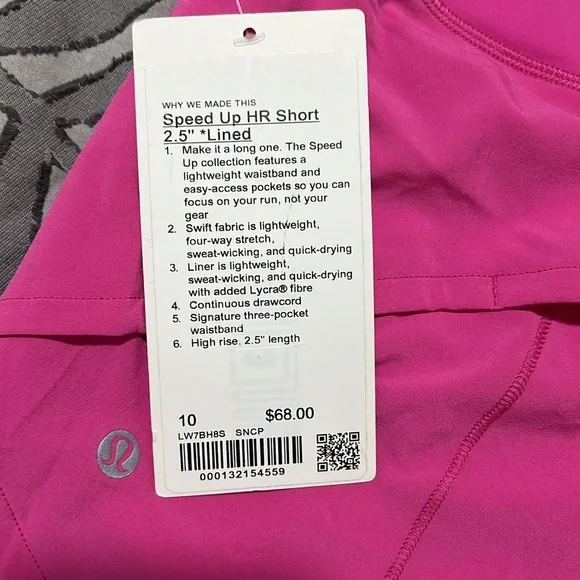 WHY WE MADE THIS
Speed Up HR Short
2.5" *Lined
1. Make it a long one. The Speed
Up collection features a
lightweight waistband and
easy-access pockets so you can
focus on your run, not your
gear
2. Swift fabric is lightweight,
four-way stretch,
sweat-wicking, and quick-drying
3. Liner is lightweight,
sweat-wicking, and quick-drying
with added Lycra® fibre
4. Continuous drawcord
5. Signature three-pocket
waistband
6. High rise, 2.5" length
10 $68.00
LW7BH8S SNCP
000132154559